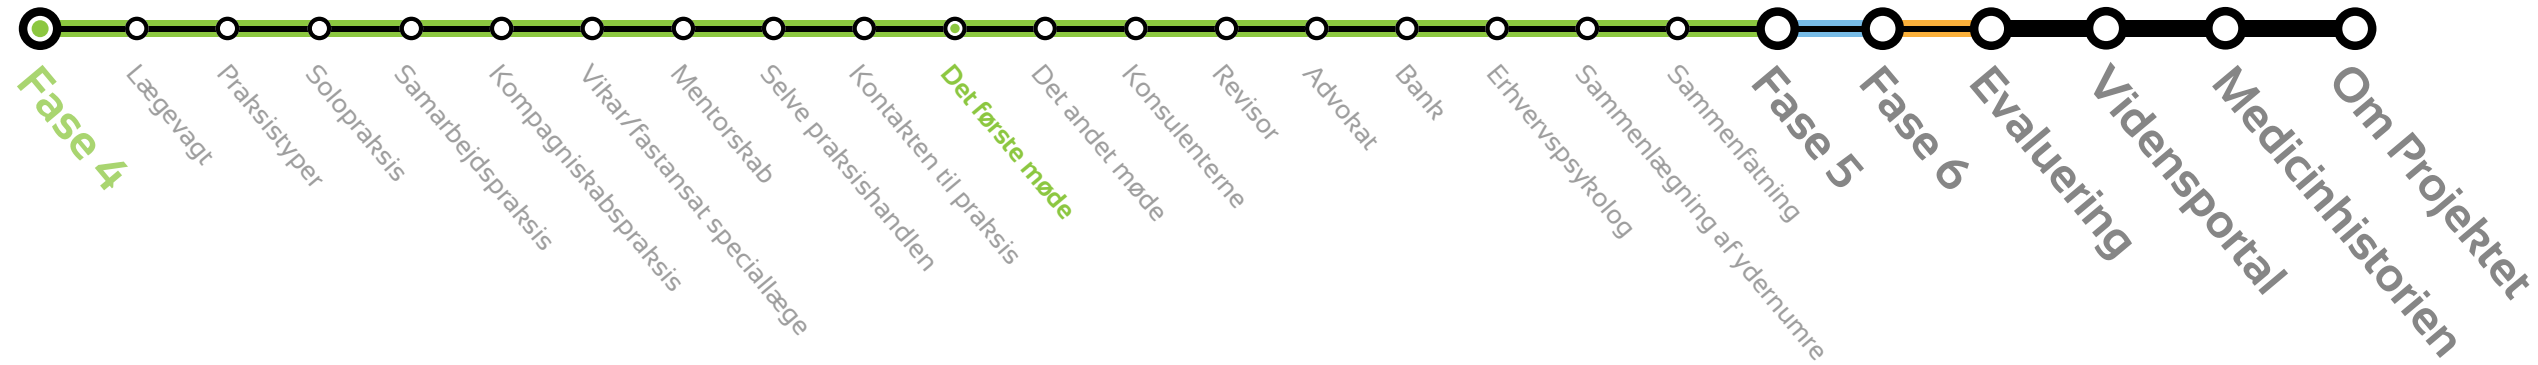 Fase 4
Lægevagt
Praksistyper
Solopraksis
Samarbejdspraksis
Kompagniskabspraksis
Vikar/fastansat speciallæge
Mentorskab
Selve praksishandlen
Kontakten til praksis
Det første møde
Det andet møde
Konsulenterne
Revisor
Advokat
Bank
Erhvervspsykolog
Sammenlægning af ydernumre
Sammenfatning
Fase 5
Fase 6
Evaluering
Vidensportal
Medicinhistorien
Om Projektet